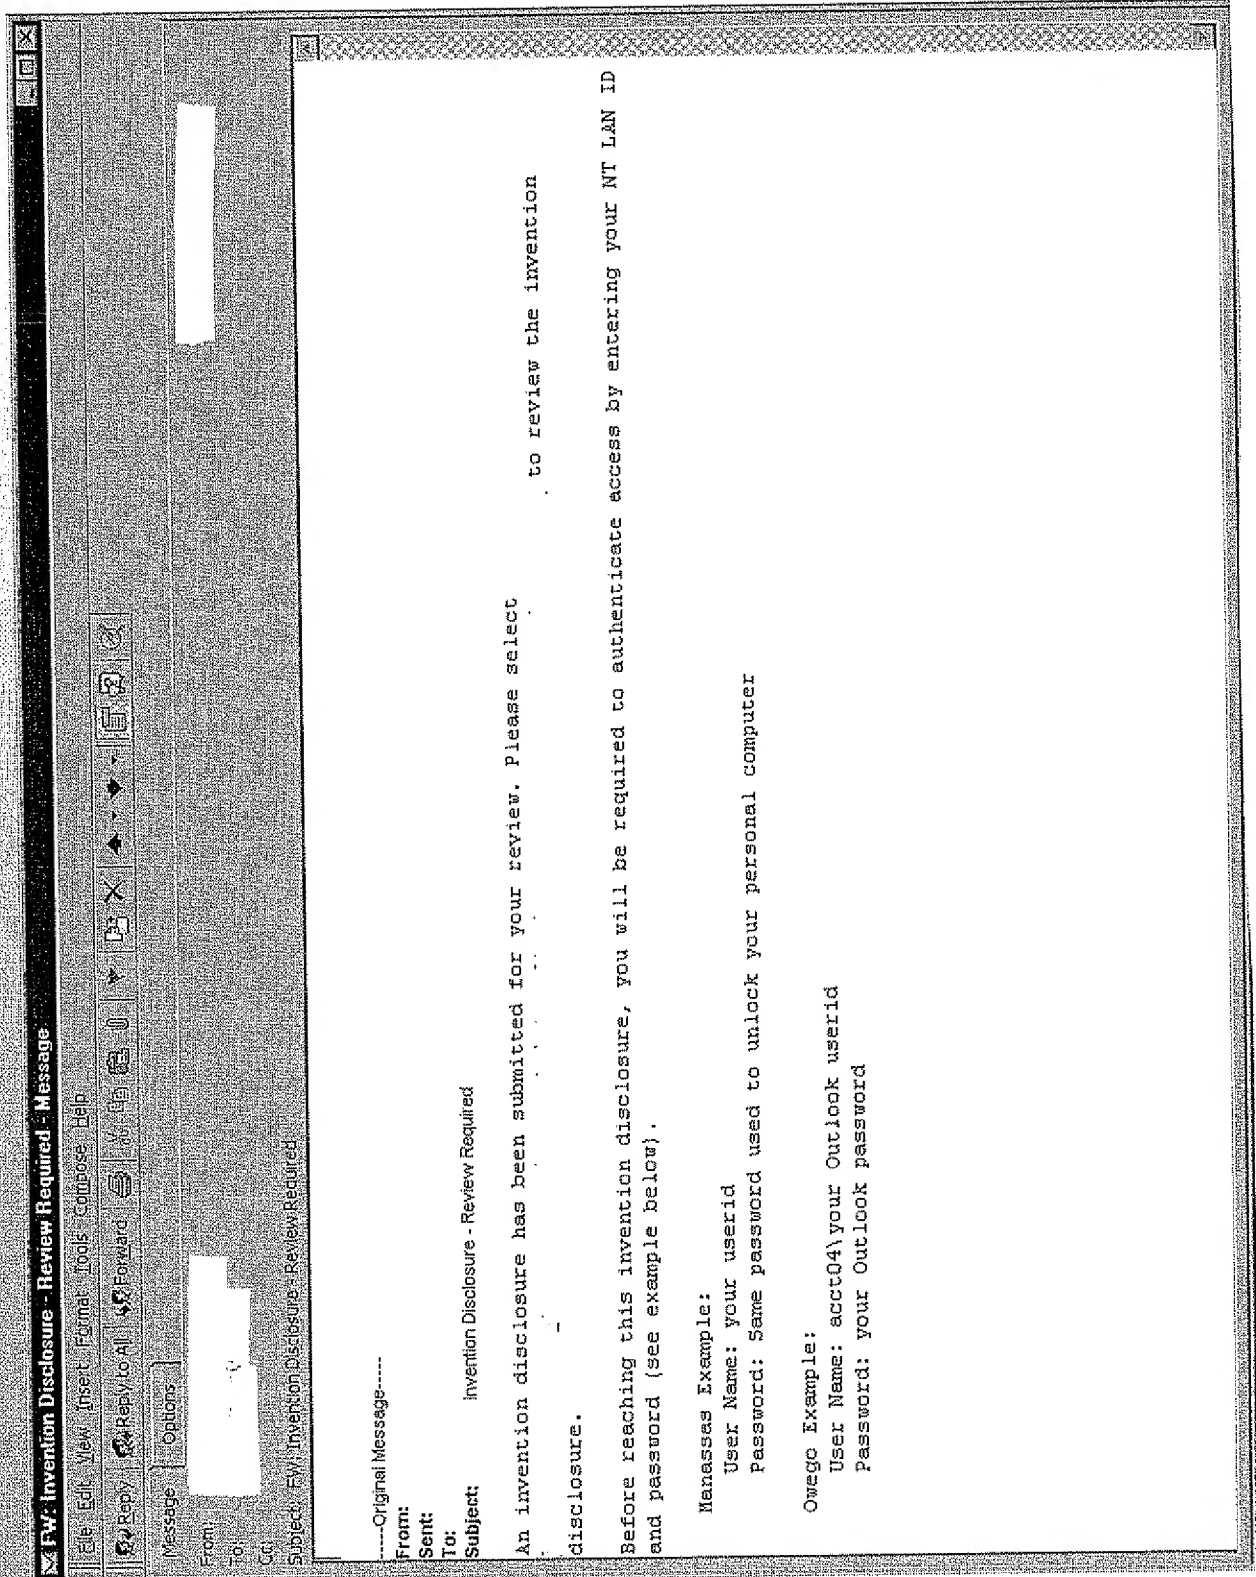 FW: Invention Disclosure - Review Required - Message
File Edit View Insert Format Tools Compose Help
Reply Reply to All Forward
Message Options
From:
To:
Cc:
Subject: FW: Invention Disclosure - Review Required
-----Original Message-----
From:
Sent:
To:
Subject: Invention Disclosure - Review Required
An invention disclosure has been submitted for your review. Please select
to review the invention
disclosure.
Before reaching this invention disclosure, you will be required to authenticate access by entering your NT LAN ID
and password (see example below).
Manassas Example:
User Name: your userid
Password: Same password used to unlock your personal computer
Owego Example:
User Name: acct04\your Outlook userid
Password: your Outlook password